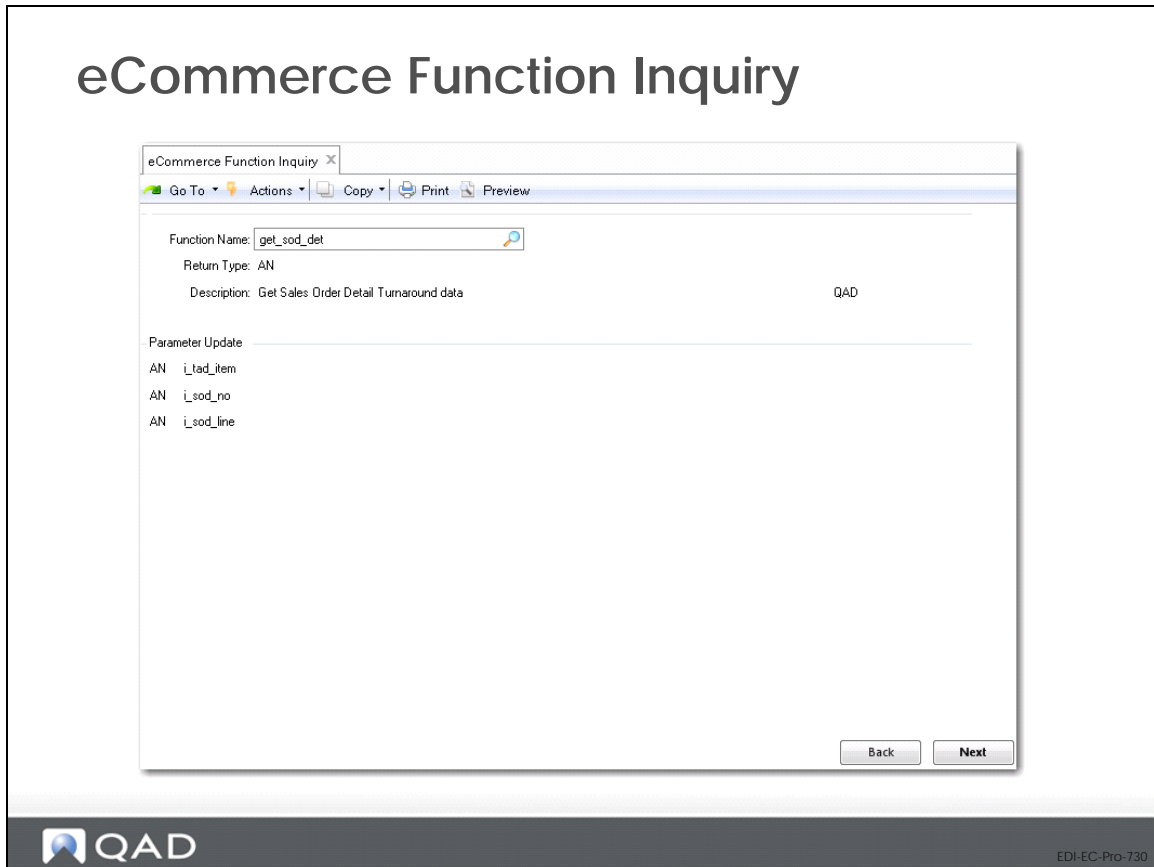 eCommerce Function Inquiry
eCommerce Function Inquiry X
Go To Actions Copy Print Preview
Function Name: get_sod_det
Return Type: AN
Description: Get Sales Order Detail Turnaround data QAD
Parameter Update
AN i_tad_item
AN i_sod_no
AN i_sod_line
Back Next
QAD
EDI-EC-Pro-730